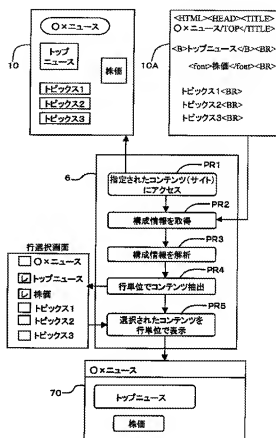 ○×ニュース
トップ
ニュース
株価
トピックス1
トピックス2
トピックス3
10
<HTML><HEAD><TITLE>
○×ニュース/TOP</TITLE>
<B>トップニュース</B><BR>
<font>株価</font><BR>
トピックス1<BR>
トピックス2<BR>
トピックス3<BR>
10A
6
PR1
指定されたコンテンツ(サイト)
にアクセス
PR2
構成情報を取得
PR3
構成情報を解析
PR4
行単位でコンテンツ抽出
PR5
選択されたコンテンツを
行単位で表示
行選択画面
○×ニュース
レ トップニュース
レ 株価
トピックス1
トピックス2
トピックス3
70
○×ニュース
トップニュース
株価